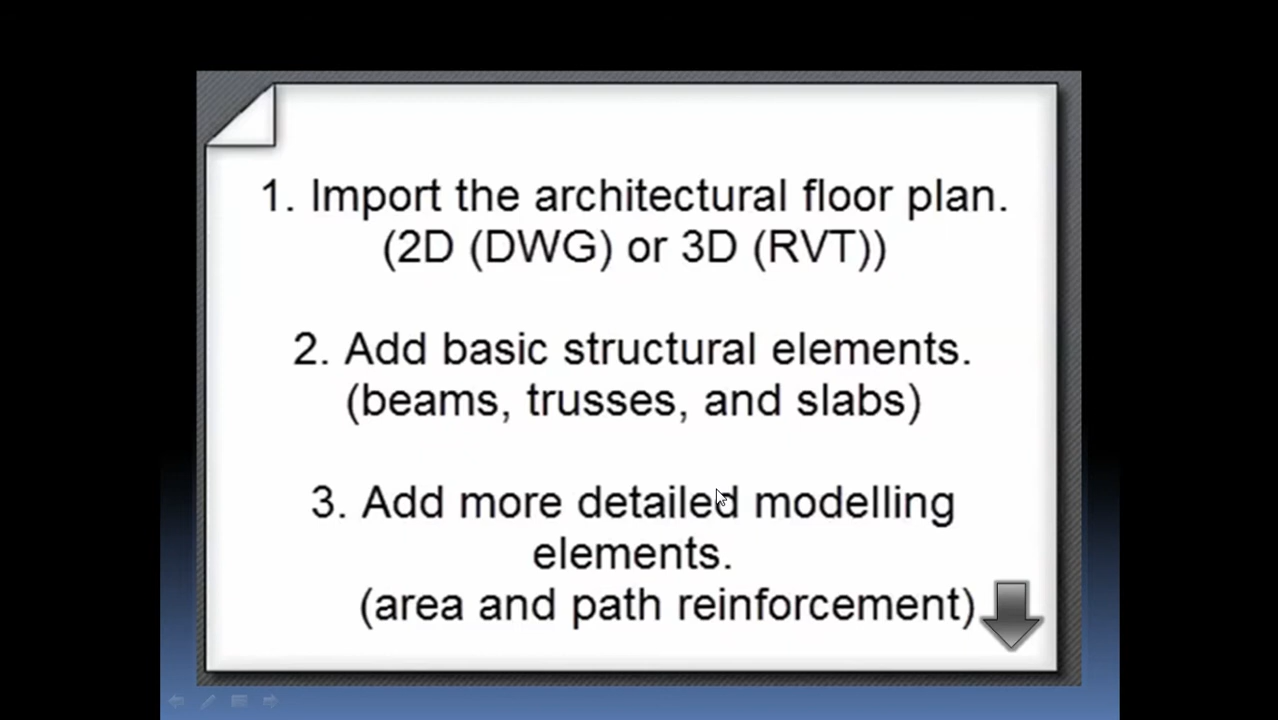 1. Import the architectural floor plan.
(2D (DWG) or 3D (RVT))
2. Add basic structural elements.
(beams, trusses, and slabs)
3. Add more detailed modelling
elements.
(area and path reinforcement)